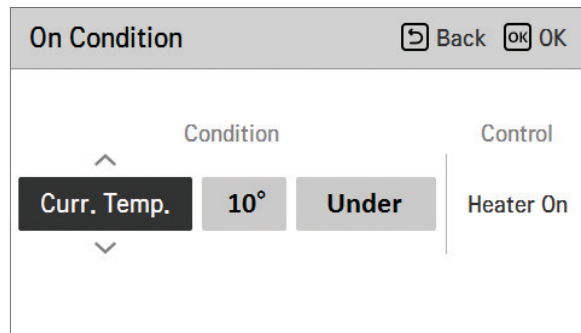 On Condition Back OK OK
Condition Control
Curr. Temp. 10° Under Heater On